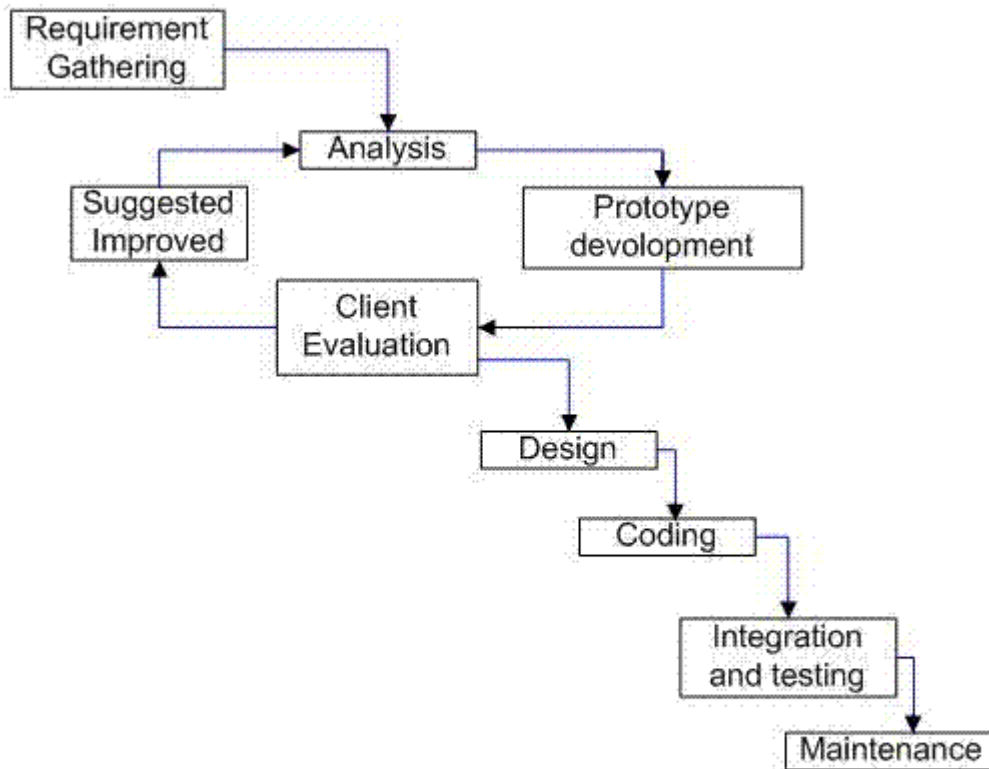 Requirement
Gathering
Analysis
Suggested
Improved
Prototype
devolopment
Client
Evaluation
Design
Coding
Integration
and testing
Maintenance